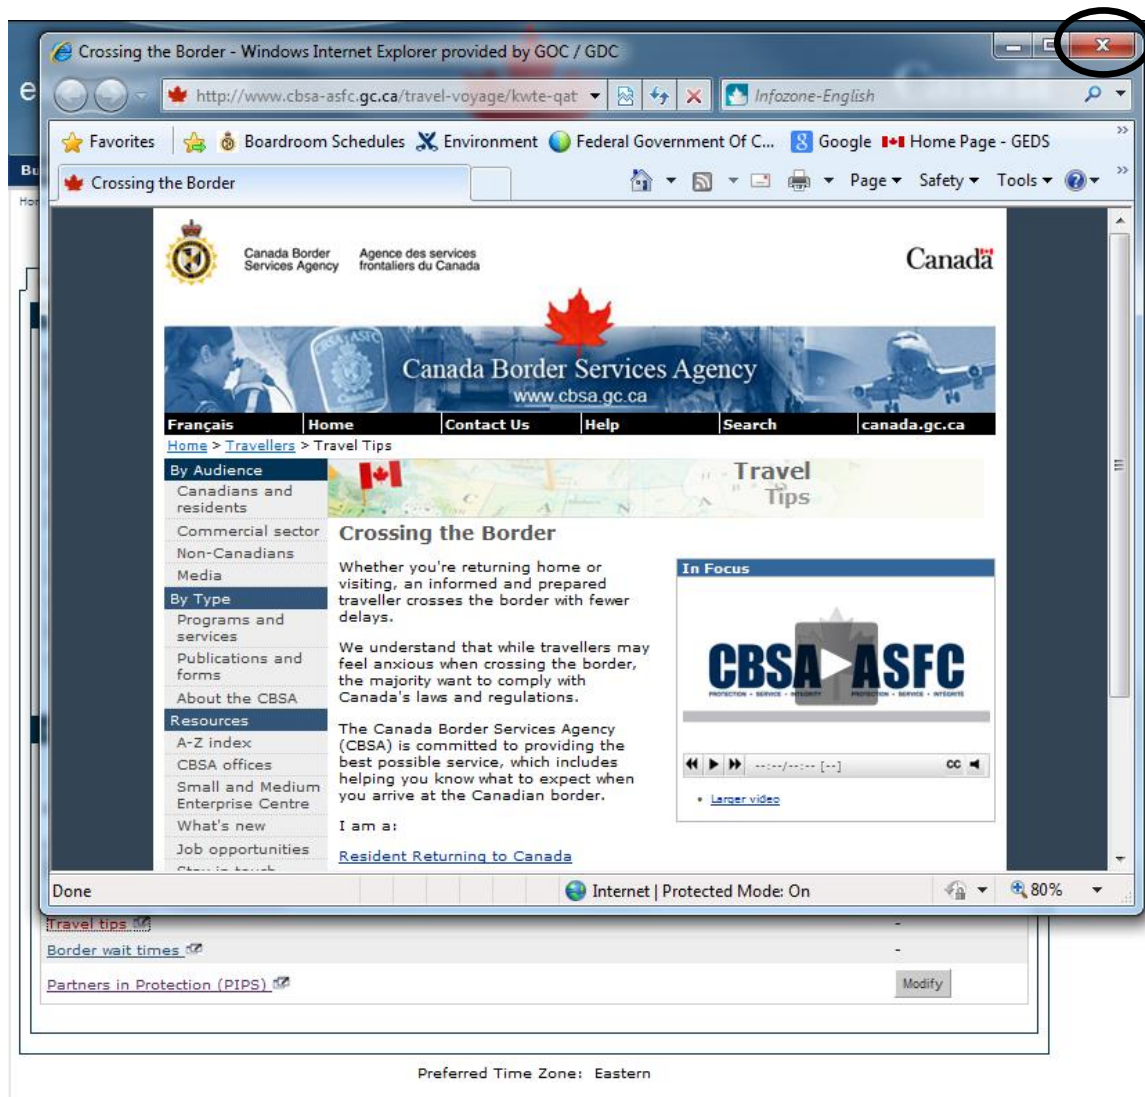 Crossing the Border - Windows Internet Explorer provided by GOC / GDC
e
http://www.cbsa-asfc.gc.ca/travel-voyage/kwte-qat
Infozone-English
Favorites Boardroom Schedules Environment Federal Government Of C... Google Home Page - GEDS
Bu
Crossing the Border
Page Safety Tools
Hor
Canada Border Services Agency
Agence des services frontaliers du Canada
Canada
Canada Border Services Agency
www.cbsa.gc.ca
Français Home Contact Us Help Search canada.gc.ca
Home > Travellers > Travel Tips
By Audience
Canadians and
residents
Commercial sector
Non-Canadians
Media
By Type
Programs and
services
Publications and
forms
About the CBSA
Resources
A-Z index
CBSA offices
Small and Medium
Enterprise Centre
What's new
Job opportunities
Stay in touch
Travel
Tips
Crossing the Border
Whether you're returning home or
visiting, an informed and prepared
traveller crosses the border with fewer
delays.
We understand that while travellers may
feel anxious when crossing the border,
the majority want to comply with
Canada's laws and regulations.
The Canada Border Services Agency
(CBSA) is committed to providing the
best possible service, which includes
helping you know what to expect when
you arrive at the Canadian border.
I am a:
Resident Returning to Canada
In Focus
CBSA ASFC
PROTECTION • SERVICE • INTEGRITY PROTECTION • SERVICE • INTÉGRITÉ
--:--/--:-- [--] CC
Larger video
Done Internet | Protected Mode: On 80%
Travel tips -
Border wait times -
Partners in Protection (PIPS) Modify
Preferred Time Zone: Eastern